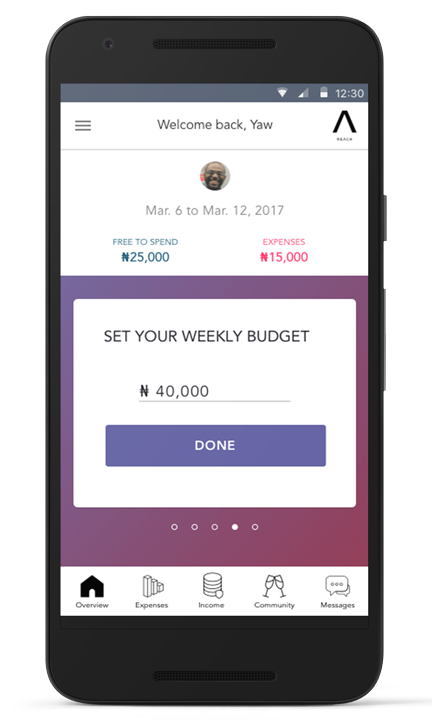 12:30
Welcome back, Yaw
REACH
Mar. 6 to Mar. 12, 2017
FREE TO SPEND
EXPENSES
₦25,000
₦15,000
SET YOUR WEEKLY BUDGET
₦ 40,000
DONE
Overview
Expenses
Income
Community
Messages